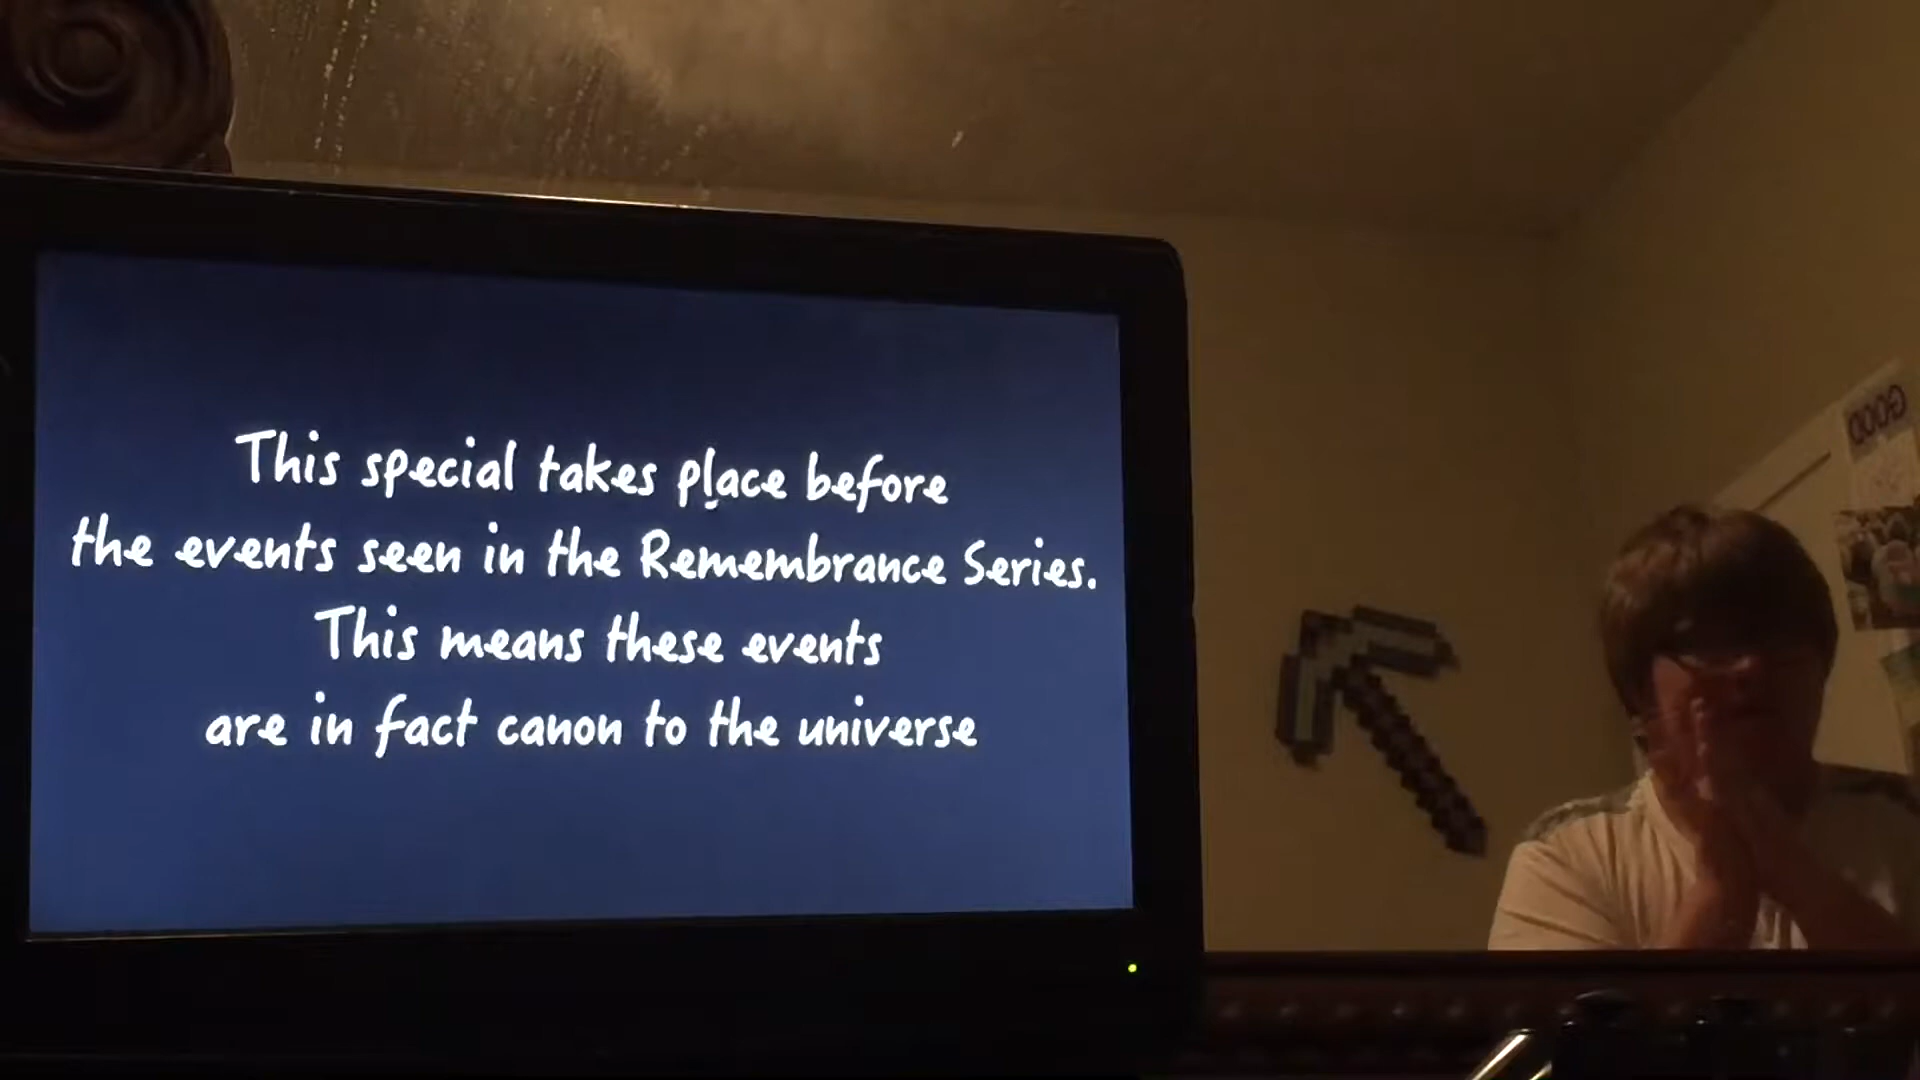 This special takes place before
the events seen in the Remembrance Series.
This means these events
are in fact canon to the universe
GOOD